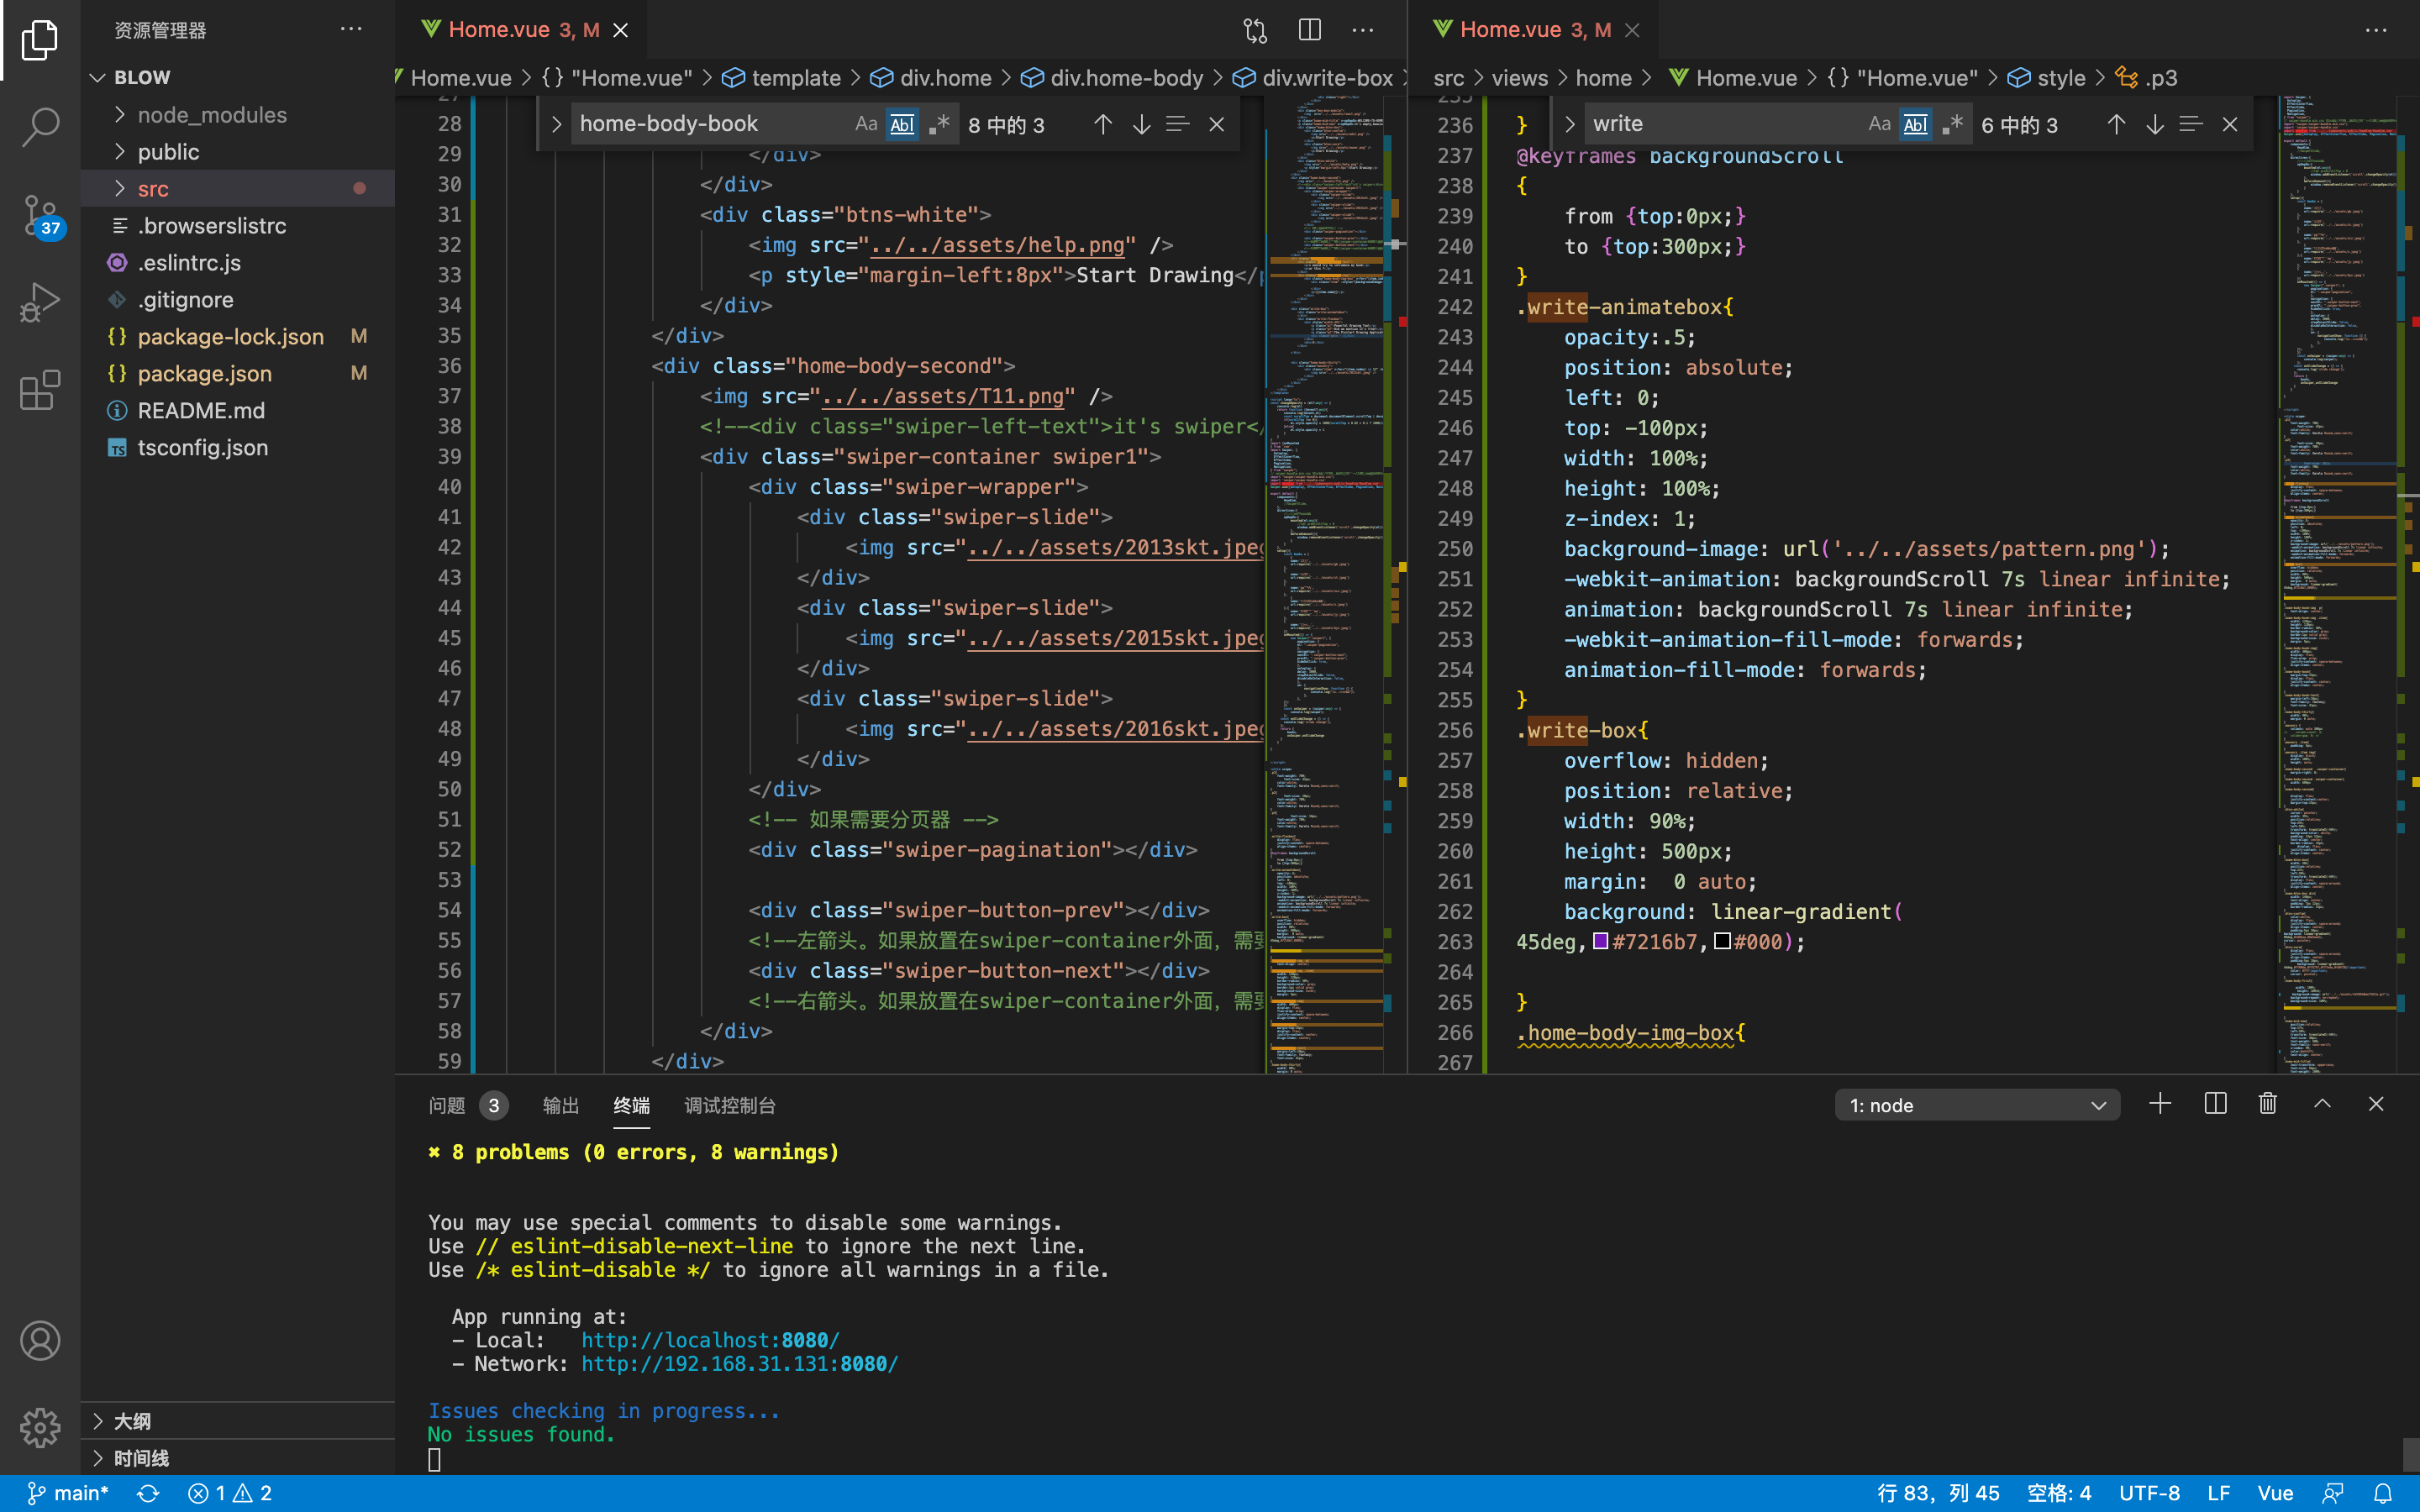 资源管理器
BLOW
node_modules
public
src
.browserslistrc
.eslintrc.js
.gitignore
package-lock.json M
package.json M
README.md
tsconfig.json
37
大纲
时间线
Home.vue 3, M
Home.vue > {} "Home.vue" > template > div.home > div.home-body > div.write-box
home-body-book Aa Abl .* 8 中的 3
28
29 </div>
30 </div>
31 <div class="btns-white">
32 <img src="../../assets/help.png" />
33 <p style="margin-left:8px">Start Drawing</
34 </div>
35 </div>
36 <div class="home-body-second">
37 <img src="../../assets/T11.png" />
38 <!--<div class="swiper-left-text">it's swiper</
39 <div class="swiper-container swiper1">
40 <div class="swiper-wrapper">
41 <div class="swiper-slide">
42 <img src="../../assets/2013skt.jpeg
43 </div>
44 <div class="swiper-slide">
45 <img src="../../assets/2015skt.jpeg
46 </div>
47 <div class="swiper-slide">
48 <img src="../../assets/2016skt.jpeg
49 </div>
50 </div>
51 <!-- 如果需要分页器 -->
52 <div class="swiper-pagination"></div>
53
54 <div class="swiper-button-prev"></div>
55 <!--左箭头。如果放置在swiper-container外面，需要
56 <div class="swiper-button-next"></div>
57 <!--右箭头。如果放置在swiper-container外面，需要
58 </div>
59 </div>
Home.vue 3, M
src > views > home > Home.vue > {} "Home.vue" > style > .p3
write Aa Abl .* 6 中的 3
235
236 }
237 @keyframes backgroundScroll
238 {
239 from {top:0px;}
240 to {top:300px;}
241 }
242 .write-animatebox{
243 opacity:.5;
244 position: absolute;
245 left: 0;
246 top: -100px;
247 width: 100%;
248 height: 100%;
249 z-index: 1;
250 background-image: url('../../assets/pattern.png');
251 -webkit-animation: backgroundScroll 7s linear infinite;
252 animation: backgroundScroll 7s linear infinite;
253 -webkit-animation-fill-mode: forwards;
254 animation-fill-mode: forwards;
255 }
256 .write-box{
257 overflow: hidden;
258 position: relative;
259 width: 90%;
260 height: 500px;
261 margin:  0 auto;
262 background: linear-gradient(
263 45deg,#7216b7,#000);
264
265 }
266 .home-body-img-box{
267
问题 3 输出 终端 调试控制台 1: node
✖ 8 problems (0 errors, 8 warnings)
You may use special comments to disable some warnings.
Use // eslint-disable-next-line to ignore the next line.
Use /* eslint-disable */ to ignore all warnings in a file.
App running at:
- Local:   http://localhost:8080/
- Network: http://192.168.31.131:8080/
Issues checking in progress...
No issues found.
main* 1 2 行 83，列 45 空格: 4 UTF-8 LF Vue